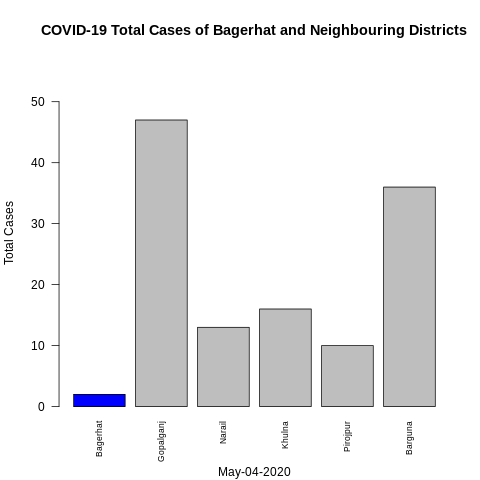 COVID-19 Total Cases of Bagerhat and Neighbouring Districts
Total Cases
50
40
30
20
10
0
Bagerhat
Gopalganj
Narail
Khulna
Pirojpur
Barguna
May-04-2020